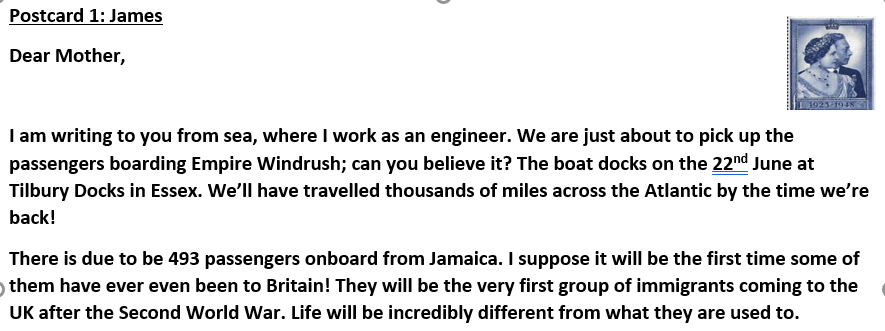 Postcard 1: James
Dear Mother,
1923-1948
I am writing to you from sea, where I work as an engineer. We are just about to pick up the
passengers boarding Empire Windrush; can you believe it? The boat docks on the 22nd June at
Tilbury Docks in Essex. We’ll have travelled thousands of miles across the Atlantic by the time we’re
back!
There is due to be 493 passengers onboard from Jamaica. I suppose it will be the first time some of
them have ever even been to Britain! They will be the very first group of immigrants coming to the
UK after the Second World War. Life will be incredibly different from what they are used to.